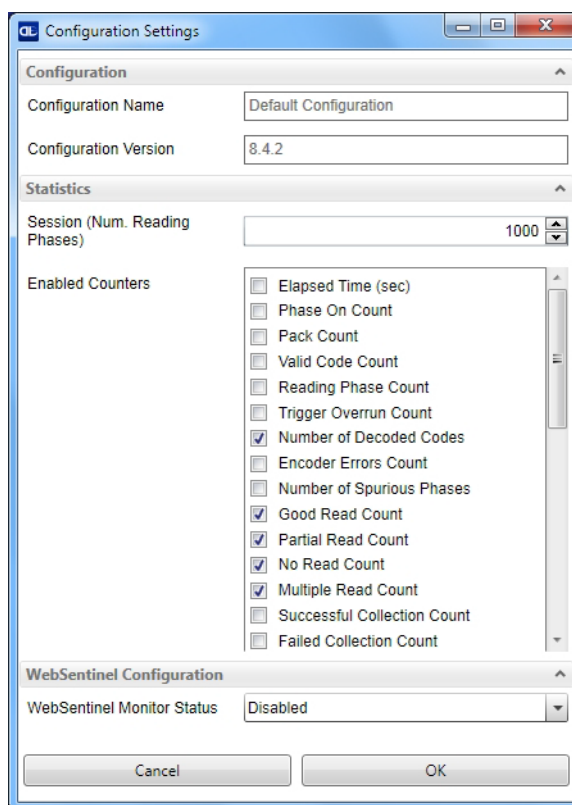 DL Configuration Settings
Configuration
Configuration Name Default Configuration
Configuration Version 8.4.2
Statistics
Session (Num. Reading
Phases) 1000
Enabled Counters
Elapsed Time (sec)
Phase On Count
Pack Count
Valid Code Count
Reading Phase Count
Trigger Overrun Count
Number of Decoded Codes
Encoder Errors Count
Number of Spurious Phases
Good Read Count
Partial Read Count
No Read Count
Multiple Read Count
Successful Collection Count
Failed Collection Count
WebSentinel Configuration
WebSentinel Monitor Status Disabled
Cancel OK